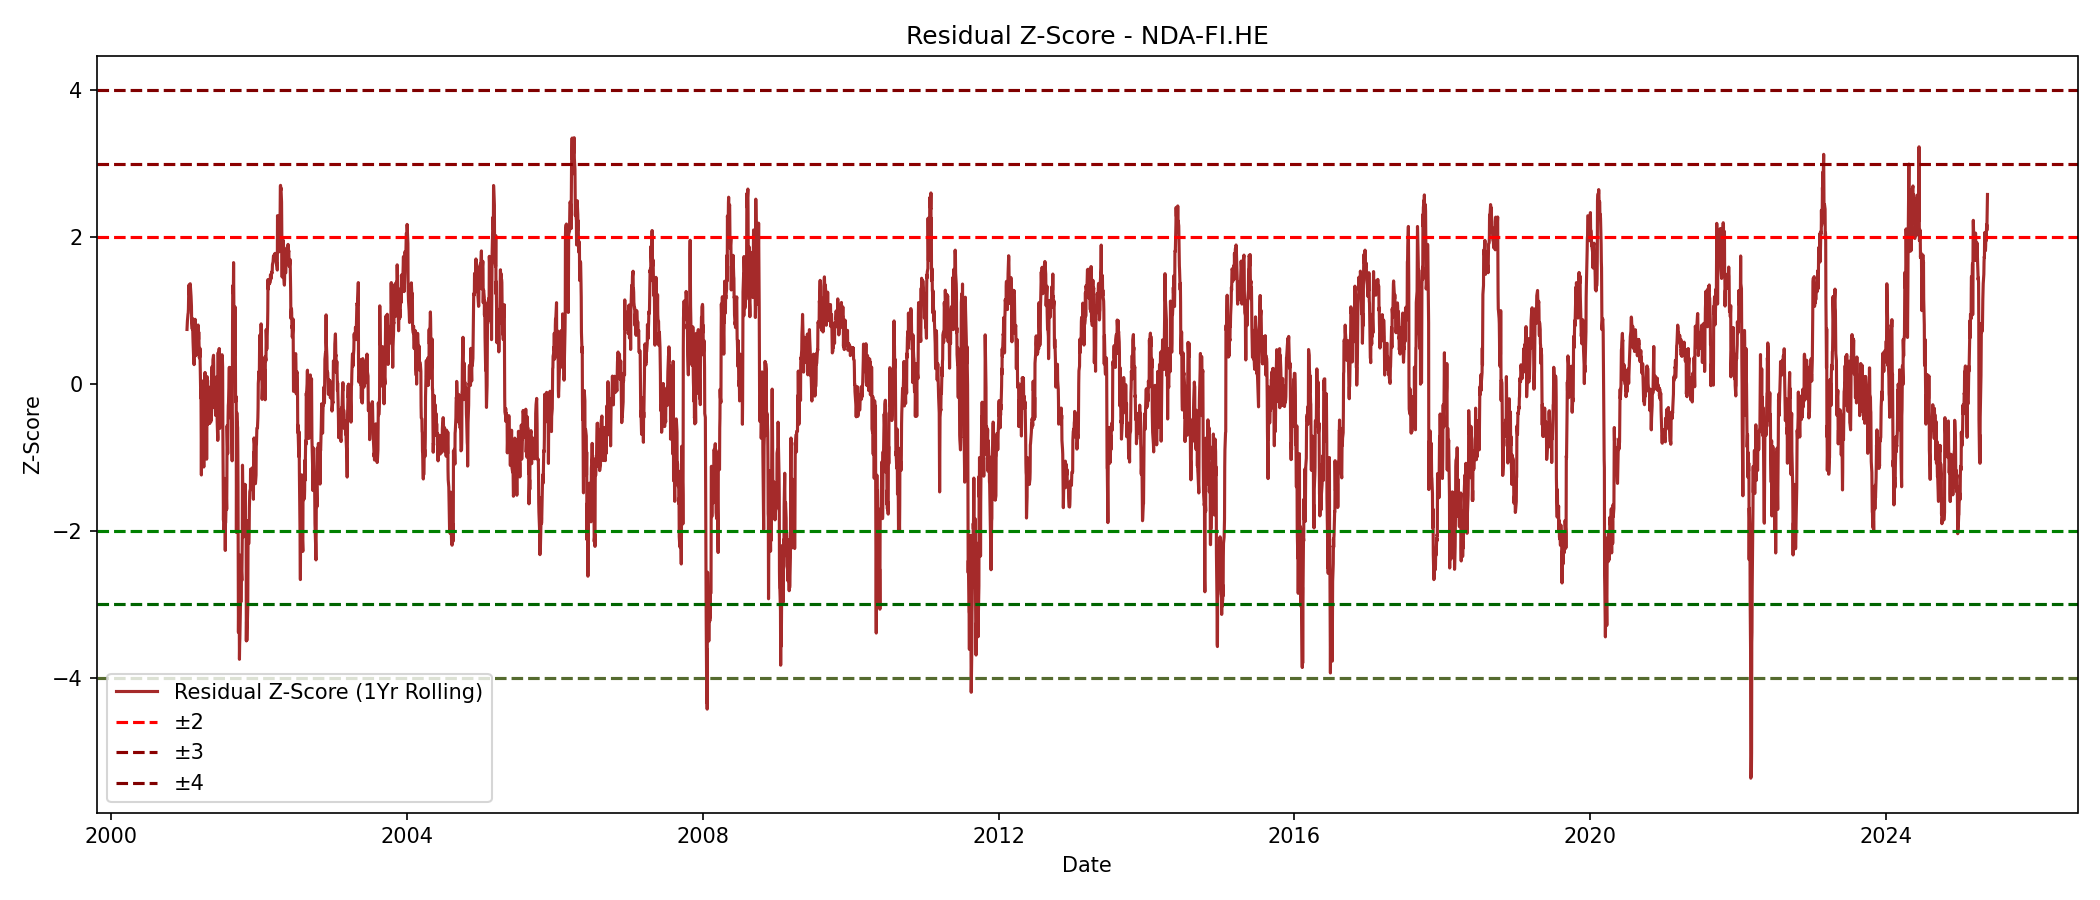 Residual Z-Score - NDA-FI.HE
Z-Score
4
2
0
−2
−4
Residual Z-Score (1Yr Rolling)
±2
±3
±4
2000 2004 2008 2012 2016 2020 2024
Date